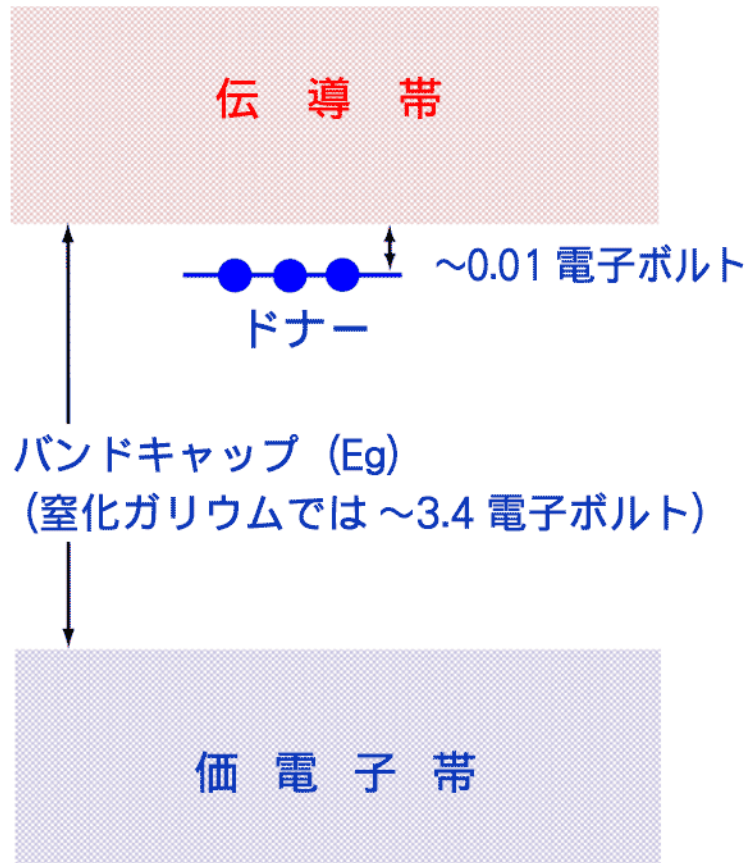 伝導帯
～0.01 電子ボルト
ドナー
バンドキャップ (Eg)
(窒化ガリウムでは ～3.4 電子ボルト)
価電子帯